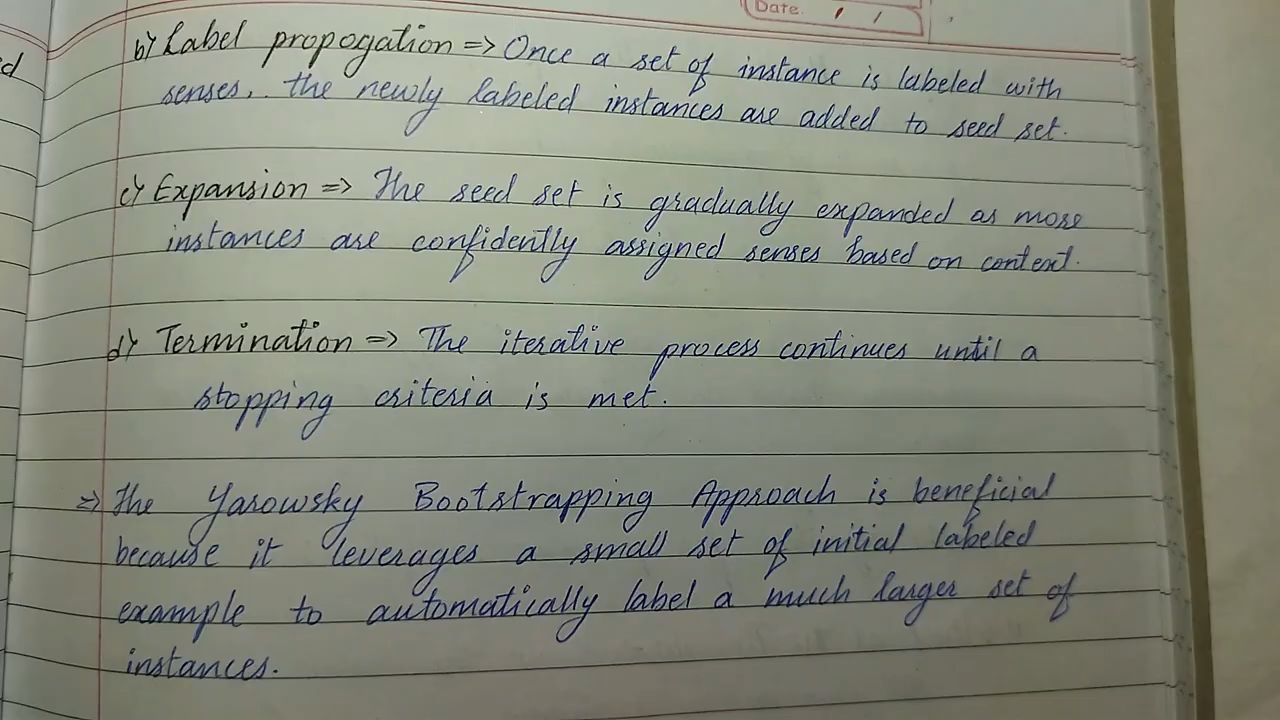 Date.
d
b) Label propogation => Once a set of instance is labeled with
senses, the newly labeled instances are added to seed set.
c) Expansion => The seed set is gradually expanded as more
instances are confidently assigned senses based on context.
d) Termination => The iterative process continues until a
stopping criteria is met.
=> The Yarowsky Bootstrapping Approach is beneficial
because it leverages a small set of initial labeled
example to automatically label a much larger set of
instances.